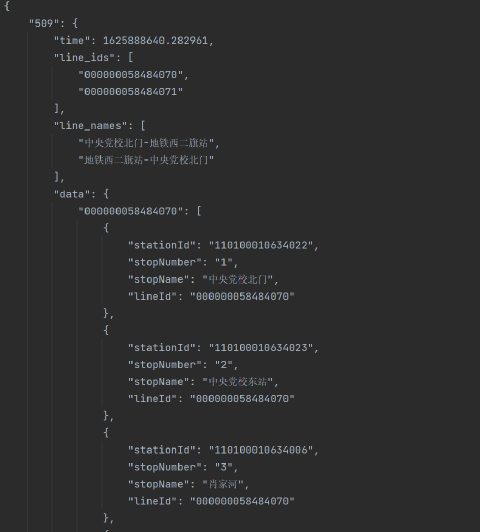 {
"509": {
"time": 1625888640.282961,
"line_ids": [
"000000058484070",
"000000058484071"
],
"line_names": [
"中央党校北门-地铁西二旗站",
"地铁西二旗站-中央党校北门"
],
"data": {
"000000058484070": [
{
"stationId": "110100010634022",
"stopNumber": "1",
"stopName": "中央党校北门",
"lineId": "000000058484070"
},
{
"stationId": "110100010634023",
"stopNumber": "2",
"stopName": "中央党校东站",
"lineId": "000000058484070"
},
{
"stationId": "110100010634006",
"stopNumber": "3",
"stopName": "肖家河",
"lineId": "000000058484070"
},